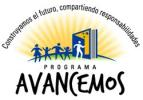 Construyamos el futuro, compartiendo responsabilidades
PROGRAMA
AVANCEMOS